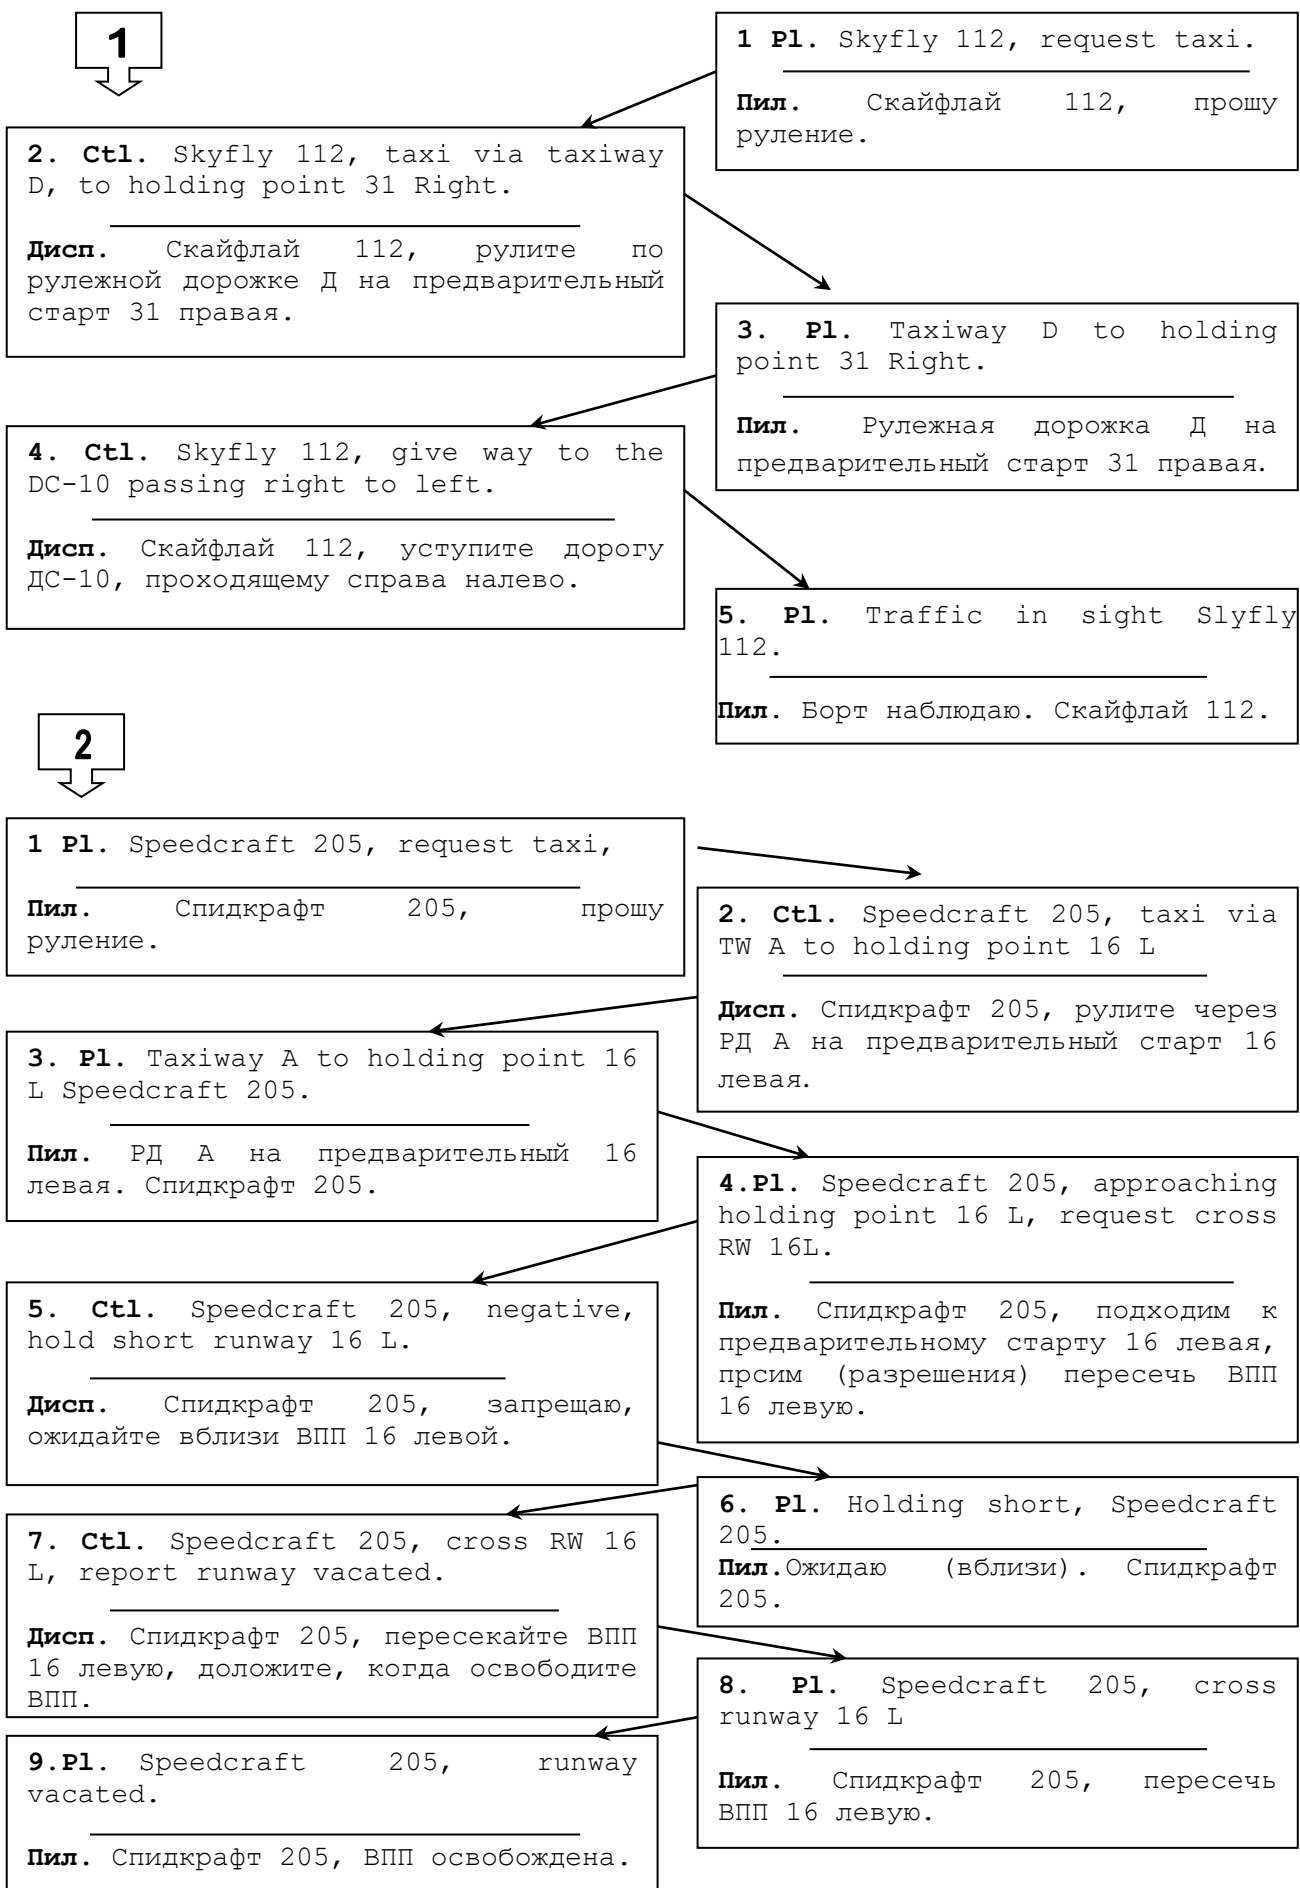 1
1 Pl. Skyfly 112, request taxi.
Пил. Скайфлай 112, прошу
руление.
2. Ctl. Skyfly 112, taxi via taxiway
D, to holding point 31 Right.
Дисп. Скайфлай 112, рулите по
рулежной дорожке Д на предварительный
старт 31 правая.
3. Pl. Taxiway D to holding
point 31 Right.
Пил. Рулежная дорожка Д на
предварительный старт 31 правая.
4. Ctl. Skyfly 112, give way to the
DC-10 passing right to left.
Дисп. Скайфлай 112, уступите дорогу
ДС-10, проходящему справа налево.
5. Pl. Traffic in sight Slyfly
112.
Пил. Борт наблюдаю. Скайфлай 112.
2
1 Pl. Speedcraft 205, request taxi,
Пил. Спидкрафт 205, прошу
руление.
2. Ctl. Speedcraft 205, taxi via
TW A to holding point 16 L
Дисп. Спидкрафт 205, рулите через
РД А на предварительный старт 16
левая.
3. Pl. Taxiway A to holding point 16
L Speedcraft 205.
Пил. РД А на предварительный 16
левая. Спидкрафт 205.
4.Pl. Speedcraft 205, approaching
holding point 16 L, request cross
RW 16L.
Пил. Спидкрафт 205, подходим к
предварительному старту 16 левая,
прсим (разрешения) пересечь ВПП
16 левую.
5. Ctl. Speedcraft 205, negative,
hold short runway 16 L.
Дисп. Спидкрафт 205, запрещаю,
ожидайте вблизи ВПП 16 левой.
6. Pl. Holding short, Speedcraft
205.
Пил.Ожидаю (вблизи). Спидкрафт
205.
7. Ctl. Speedcraft 205, cross RW 16
L, report runway vacated.
Дисп. Спидкрафт 205, пересекайте ВПП
16 левую, доложите, когда освободите
ВПП.
8. Pl. Speedcraft 205, cross
runway 16 L
Пил. Спидкрафт 205, пересечь
ВПП 16 левую.
9.Pl. Speedcraft 205, runway
vacated.
Пил. Спидкрафт 205, ВПП освобождена.